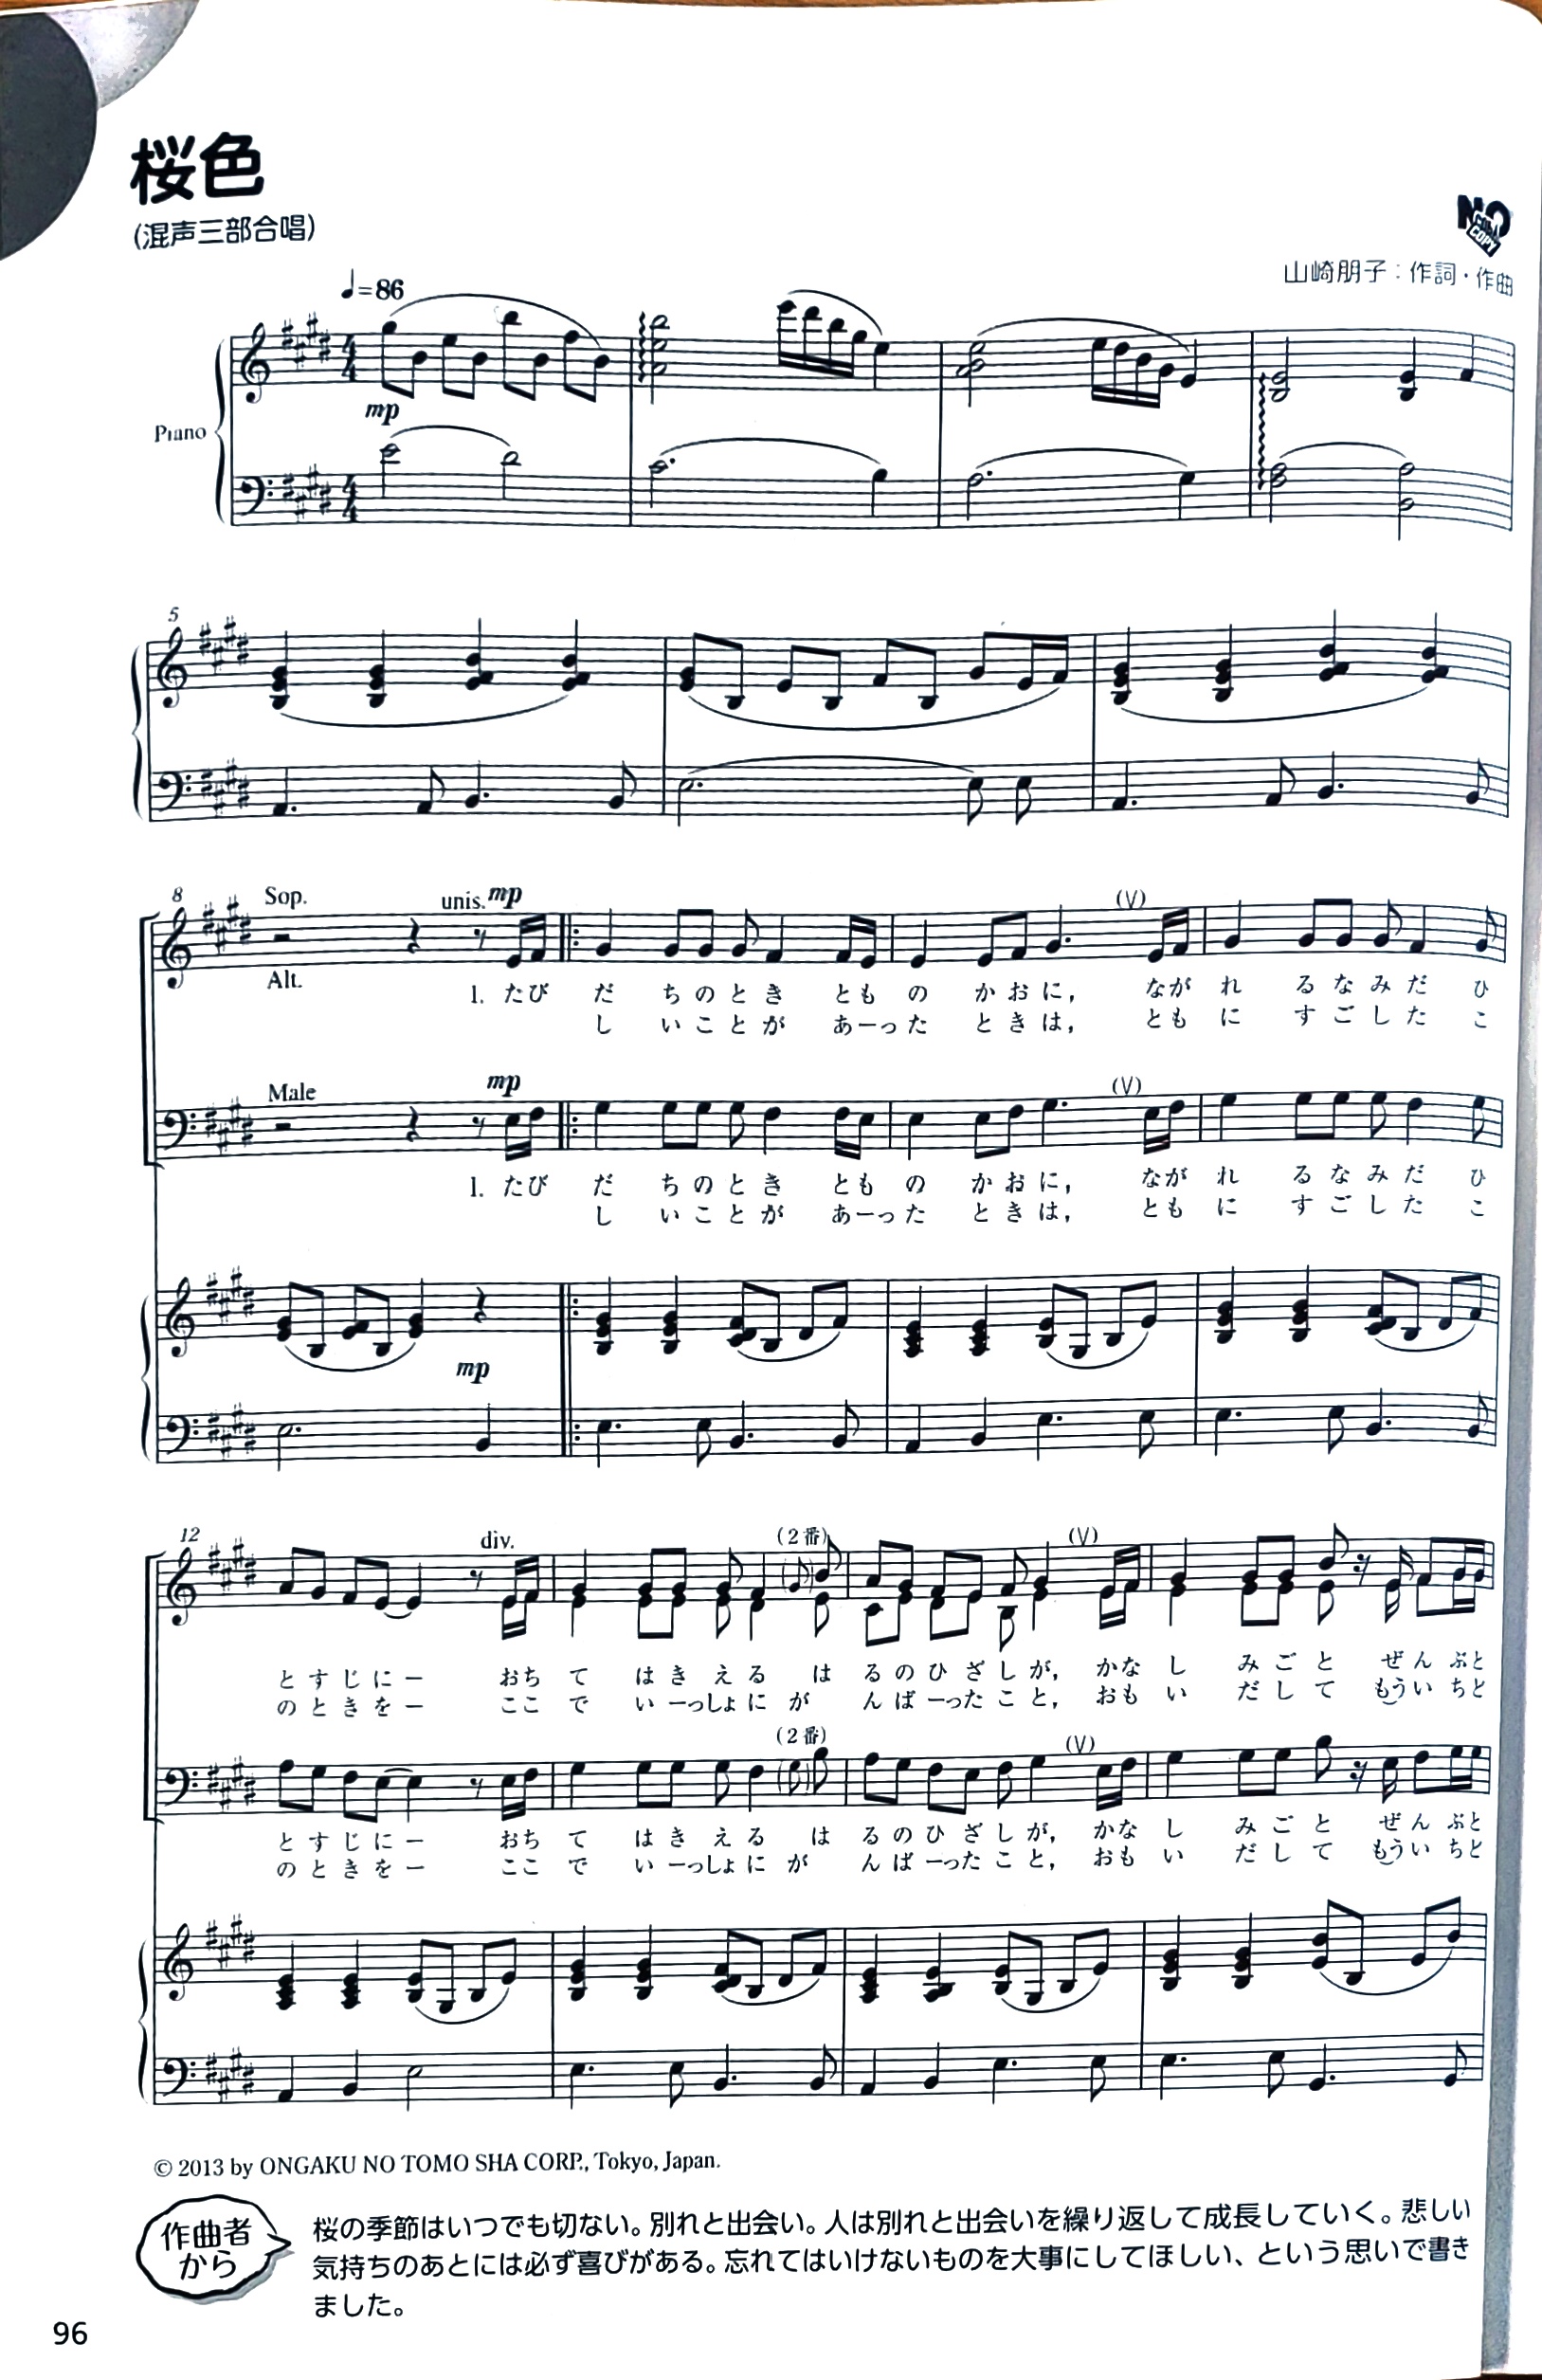 桜色
(混声三部合唱)
NO COPY
山崎朋子：作詞・作曲
♩=86
mp
Piano
5
8
Sop.
unis. mp
Alt.
1. たび だ ちのとき とも の かおに， なが れ るなみだ ひ
し いことが あーった ときは， とも に すごした こ
Male
mp
1. たび だ ちのとき とも の かおに， なが れ るなみだ ひ
し いことが あーった ときは， とも に すごした こ
mp
12
div.
(2番)
(V)
(V)
とすじにー おち て はきえる は るのひざしが， かな し みごと ぜん ぶと
のときをー ここ で いーっしょに が んばーったこと， おも い だして もうい ちど
(2番)
(V)
(V)
とすじにー おち て はきえる は るのひざしが， かな し みごと ぜん ぶと
のときをー ここ で いーっしょに が んばーったこと， おも い だして もうい ちど
© 2013 by ONGAKU NO TOMO SHA CORP., Tokyo, Japan.
作曲者
から
桜の季節はいつでも切ない。別れと出会い。人は別れと出会いを繰り返して成長していく。悲しい
気持ちのあとには必ず喜びがある。忘れてはいけないものを大事にしてほしい、という思いで書き
ました。
96